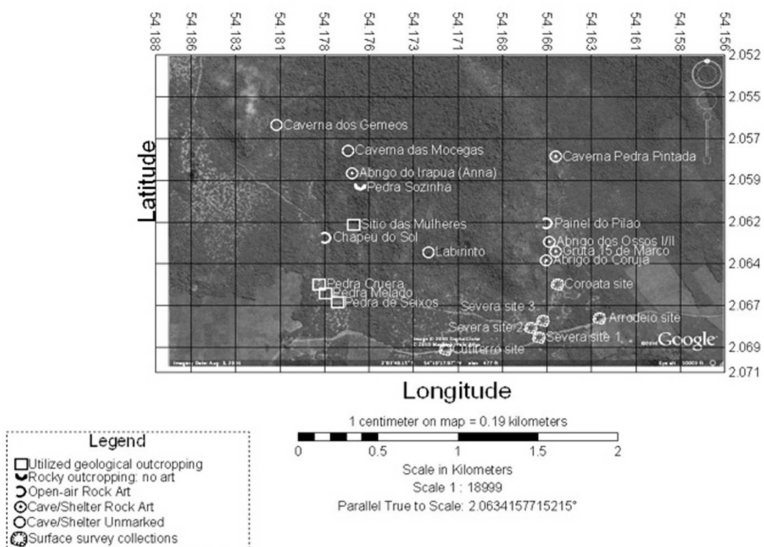 54.188 54.186 54.183 54.181 54.178 54.176 54.173 54.171 54.168 54.166 54.163 54.161 54.158 54.156
2.052
2.055
2.057
2.059
2.062
2.064
2.067
2.069
2.071
Latitude
Caverna dos Gemeos
Caverna das Mocegas
Caverna Pedra Pintada
Abrigo do Irapua (Anna)
Pedra Sozinha
Sitio das Mulheres
Painel do Pilao
Chapeu do Sol
Abrigo dos Ossos I/II
Labirinto
Gruta 15 de Marco
Abrigo do Coruja
Pedra Cruera
Coroata site
Pedra Melado
Pedra de Seixos
Severa site 3
Arrodeio site
Severa site 2
Severa site 1
Google
Cutiterro site
Longitude
1 centimeter on map = 0.19 kilometers
0 0.5 1 1.5 2
Scale in Kilometers
Scale 1 : 18999
Parallel True to Scale: 2.0634157715215°
Legend
Utilized geological outcropping
Rocky outcropping: no art
Open-air Rock Art
Cave/Shelter Rock Art
Cave/Shelter Unmarked
Surface survey collections